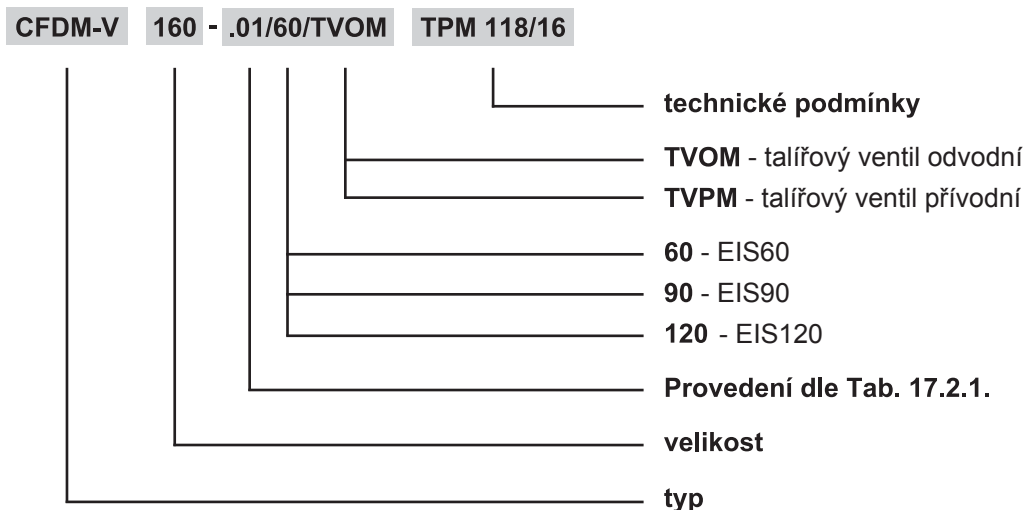 CFDM-V 160 - .01/60/TVOM TPM 118/16
technické podmínky
TVOM - talířový ventil odvodní
TVPM - talířový ventil přívodní
60 - EIS60
90 - EIS90
120 - EIS120
Provedení dle Tab. 17.2.1.
velikost
typ